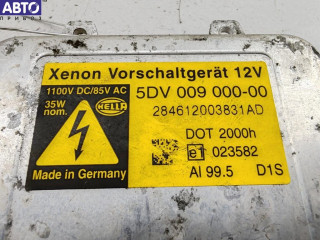 АВТО
ПРИВОЗ
Xenon Vorschaltgerät 12V
1100V DC/85V AC
5DV 009 000-00
35W
nom.
HELLA
284612003831AD
DOT 2000h
e1 023582
Made in Germany
Al 99.5 D1S